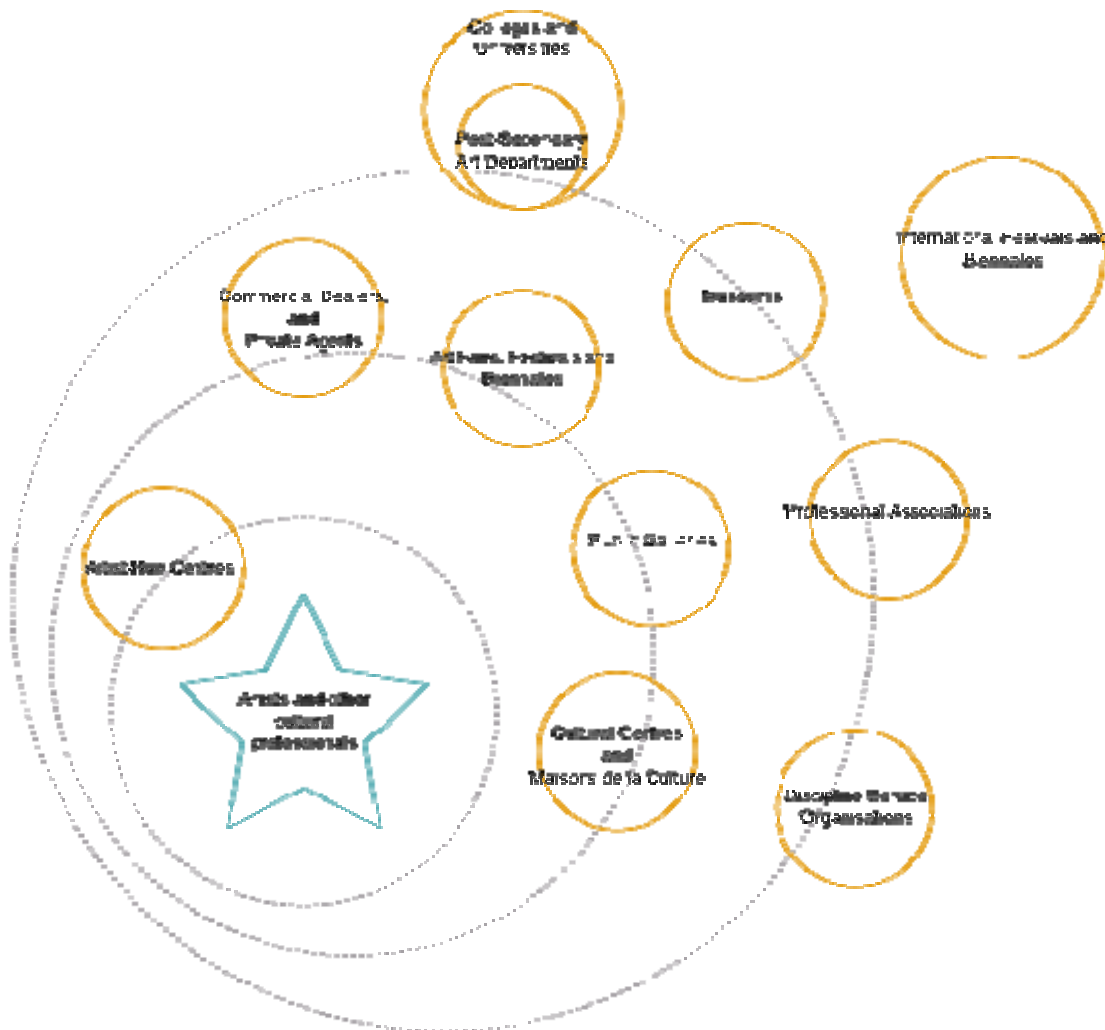 Colleges and
Universities
Post-Secondary
Art Departments
International Festivals and
Biennales
Commercial Dealers,
and
Private Agents
Museums
Art Fairs, Festivals and
Biennales
Professional Associations
Public Galleries
Artist-Run Centres
Artists and other
cultural
professionals
Cultural Centres
and
Maisons de la Culture
Discipline Service
Organisations